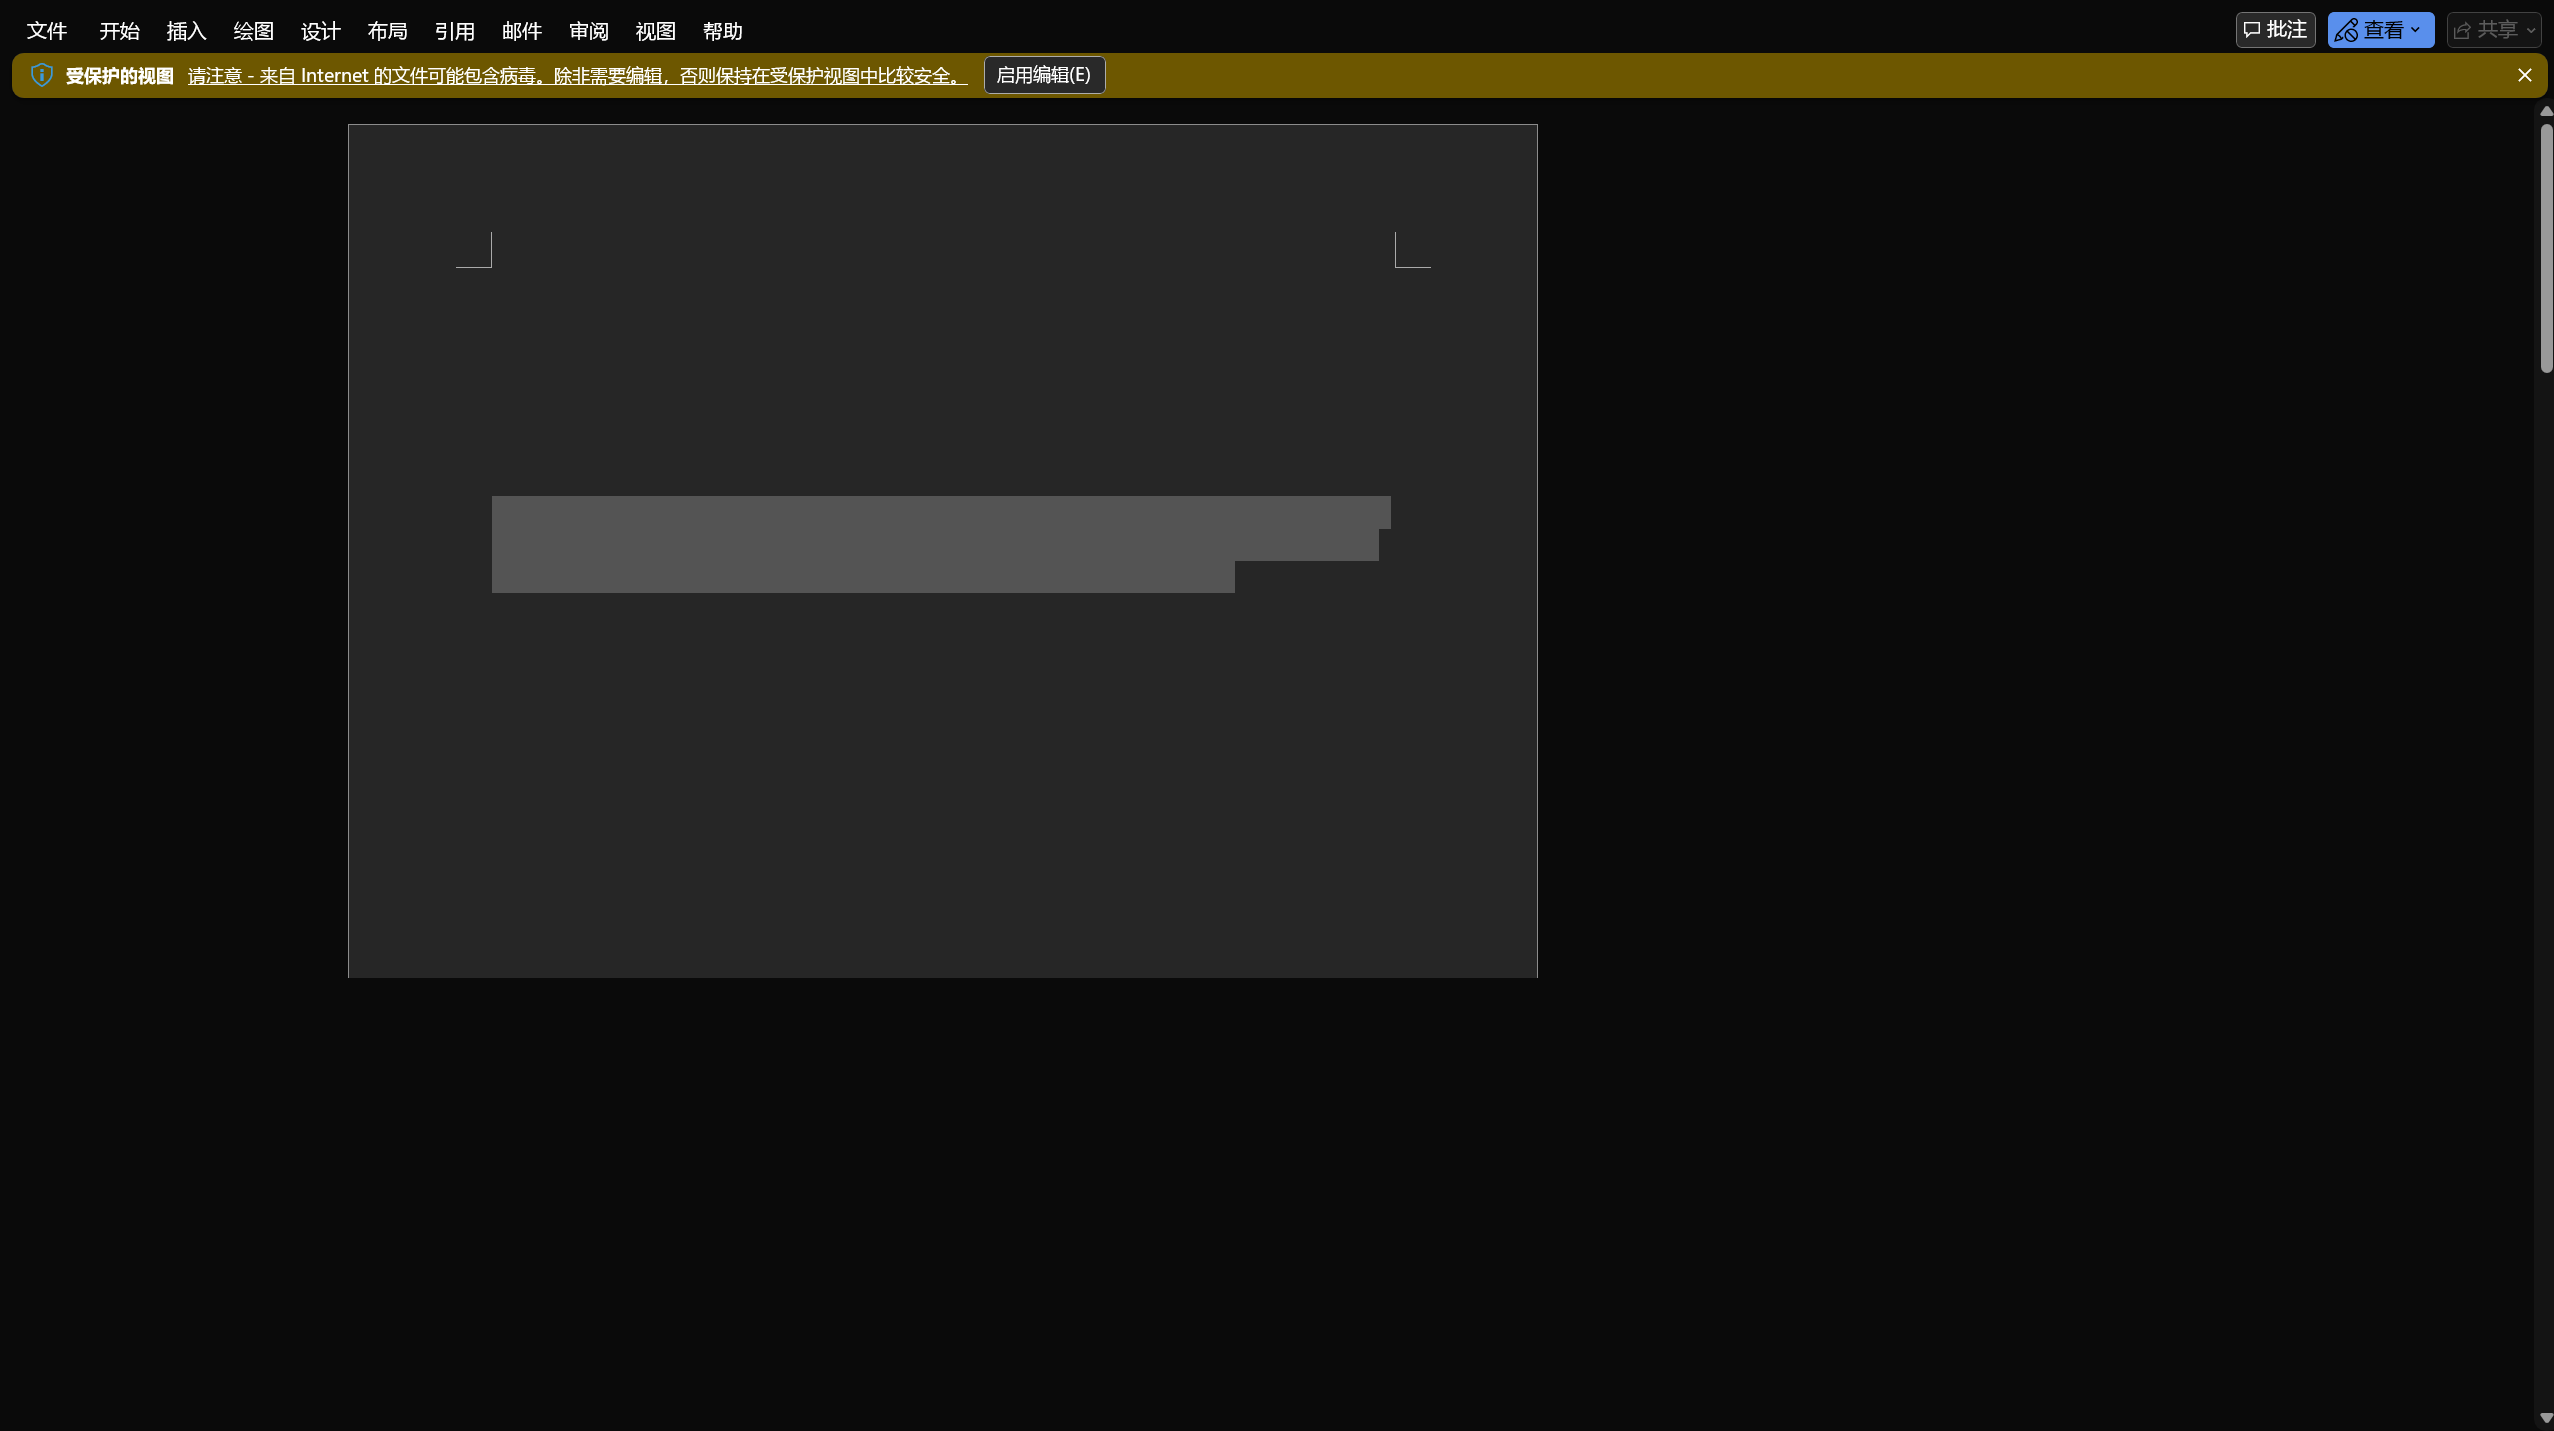 文件 开始 插入 绘图 设计 布局 引用 邮件 审阅 视图 帮助 批注 查看 共享
受保护的视图 请注意 - 来自 Internet 的文件可能包含病毒。除非需要编辑，否则保持在受保护视图中比较安全。 启用编辑(E)